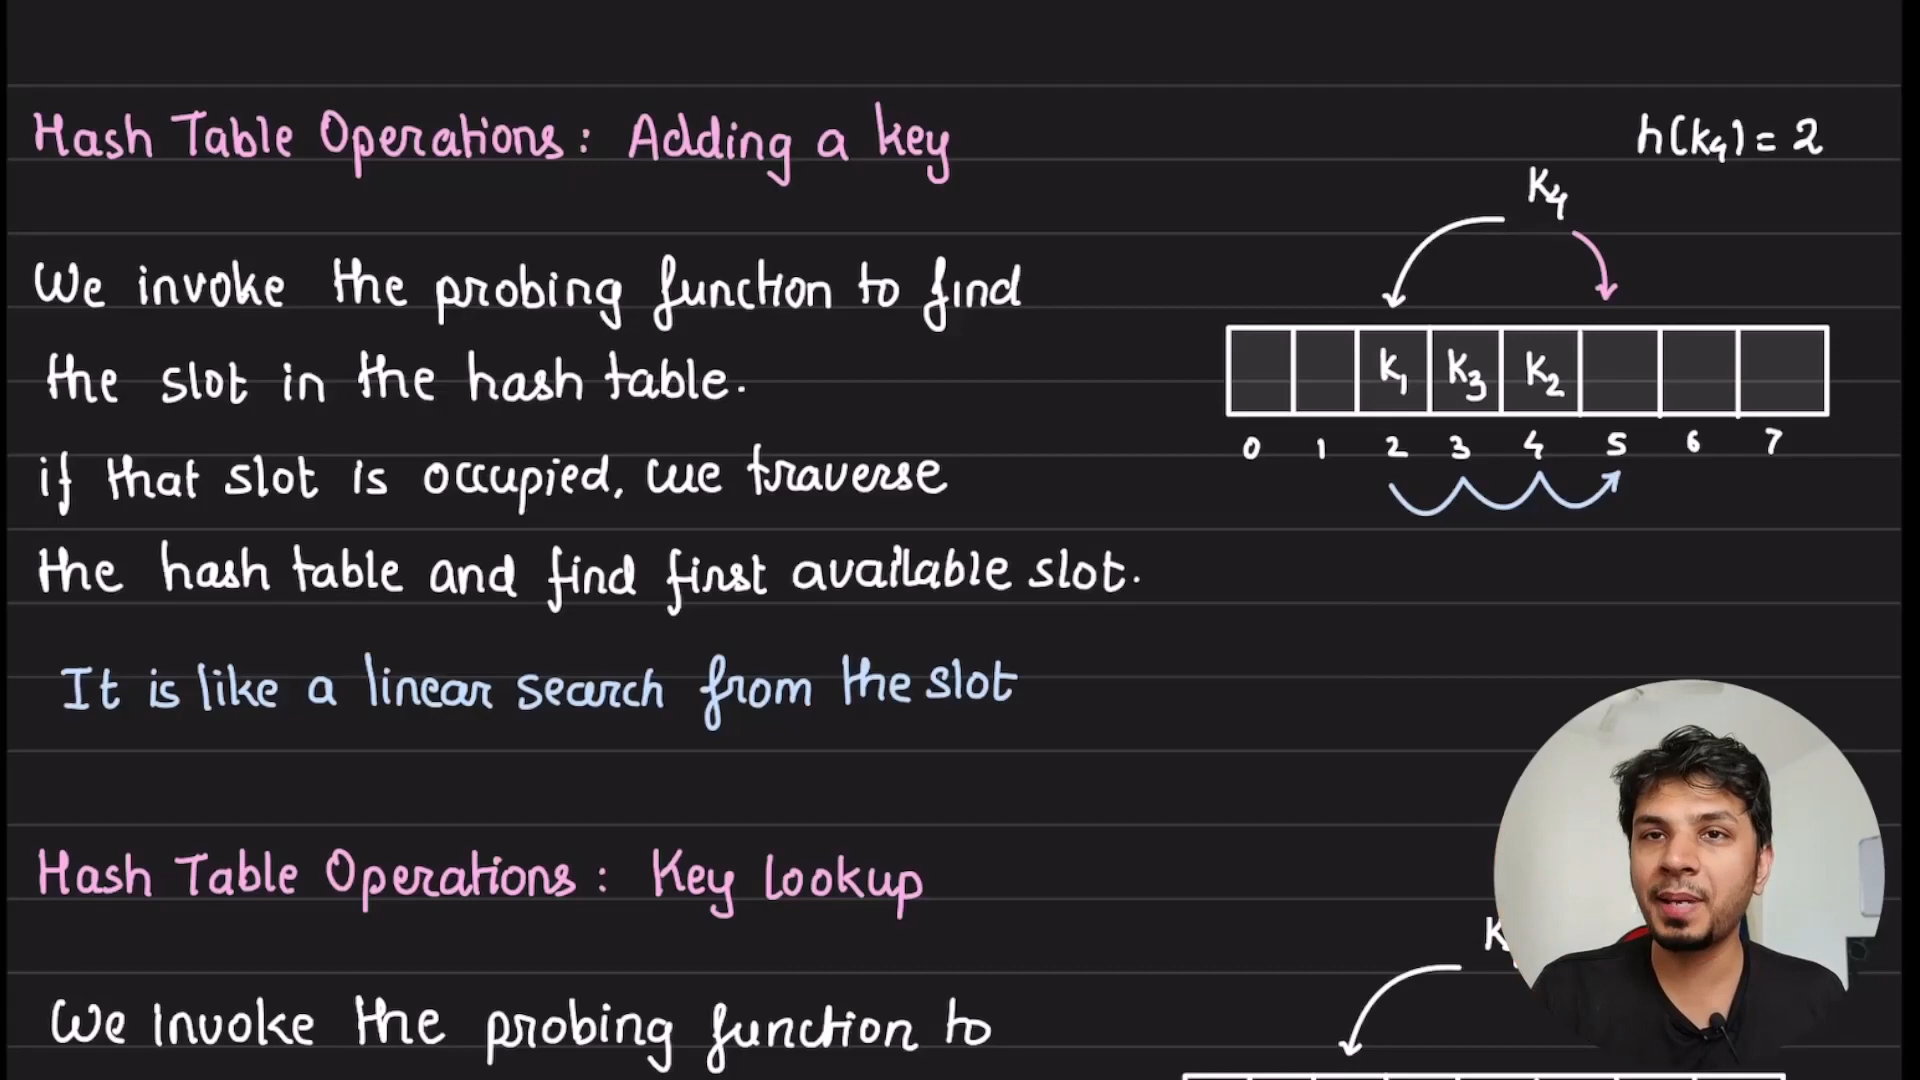 Hash Table Operations: Adding a key
h(k4) = 2
K4
We invoke the probing function to find
the slot in the hash table.
K1 K3 K2
0 1 2 3 4 5 6 7
if that slot is occupied, we traverse
the hash table and find first available slot.
It is like a linear search from the slot
Hash Table Operations: Key lookup
K
We invoke the probing function to